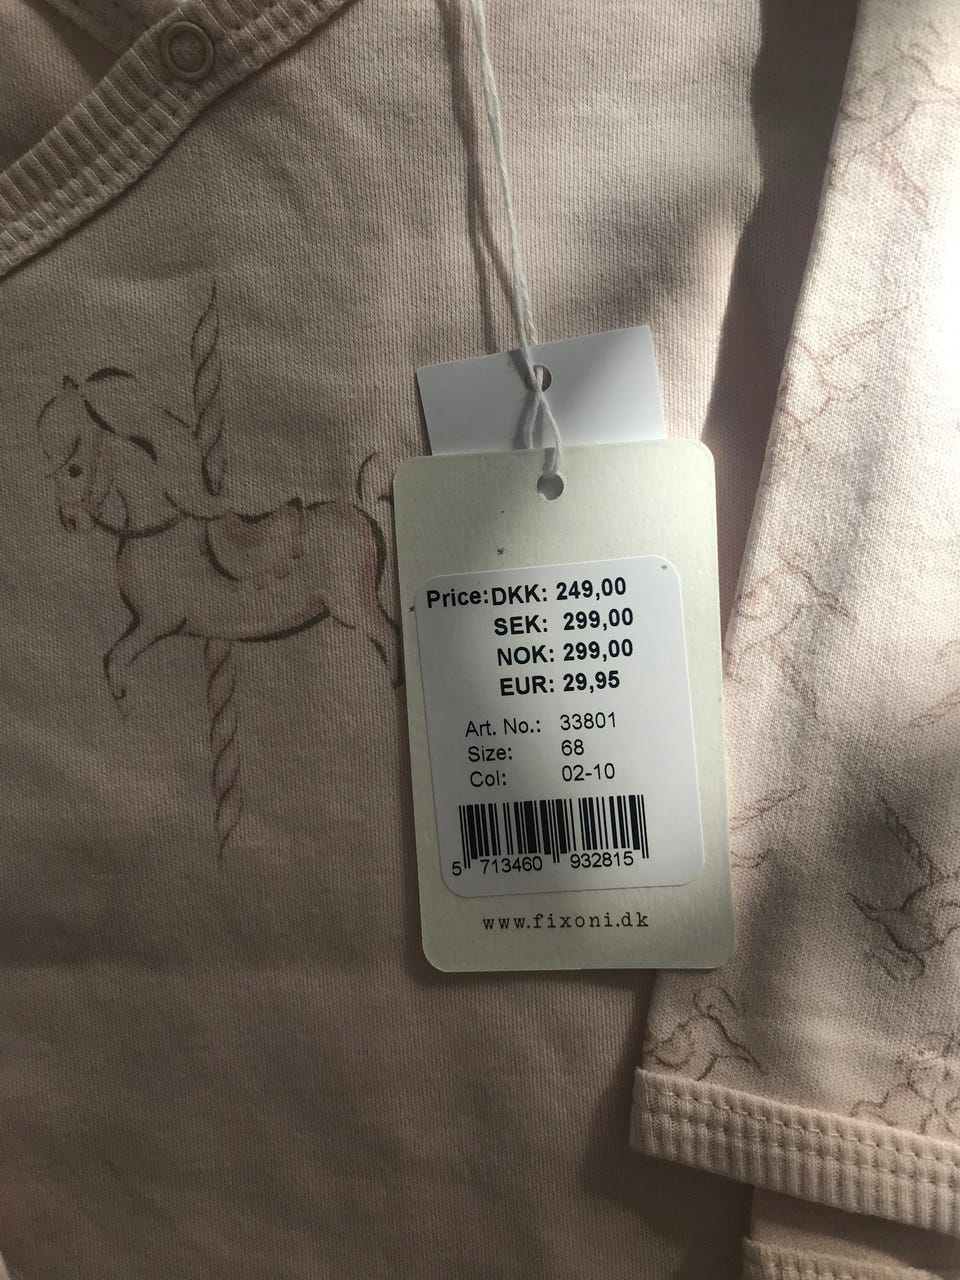 Price:DKK: 249,00
SEK: 299,00
NOK: 299,00
EUR: 29,95
Art. No.: 33801
Size: 68
Col: 02-10
5 713460 932815
www.fixoni.dk